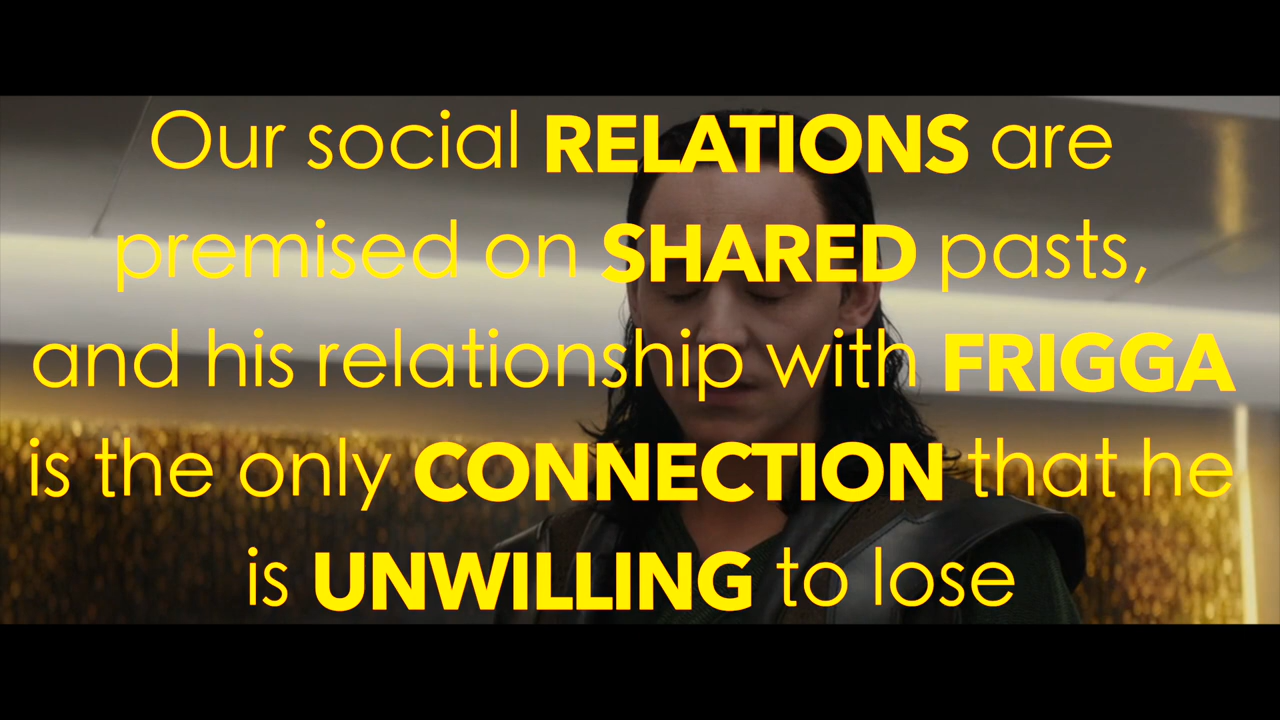 Our social RELATIONS are
premised on SHARED pasts,
and his relationship with FRIGGA
is the only CONNECTION that he
is UNWILLING to lose